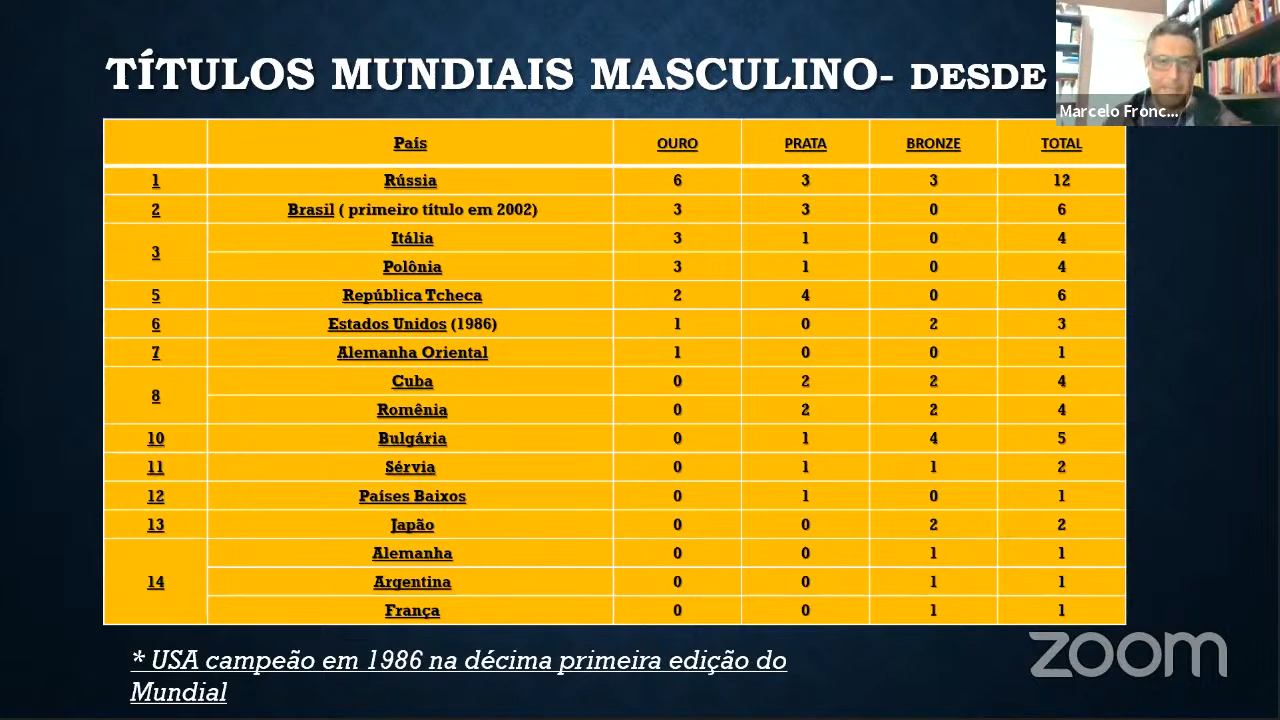 TÍTULOS MUNDIAIS MASCULINO- DESDE
Marcelo Fronc...
País OURO PRATA BRONZE TOTAL
1 Rússia 6 3 3 12
2 Brasil ( primeiro título em 2002) 3 3 0 6
3 Itália 3 1 0 4
Polônia 3 1 0 4
5 República Tcheca 2 4 0 6
6 Estados Unidos (1986) 1 0 2 3
7 Alemanha Oriental 1 0 0 1
8 Cuba 0 2 2 4
Romênia 0 2 2 4
10 Bulgária 0 1 4 5
11 Sérvia 0 1 1 2
12 Países Baixos 0 1 0 1
13 Japão 0 0 2 2
14 Alemanha 0 0 1 1
Argentina 0 0 1 1
França 0 0 1 1
* USA campeão em 1986 na décima primeira edição do
Mundial
zoom